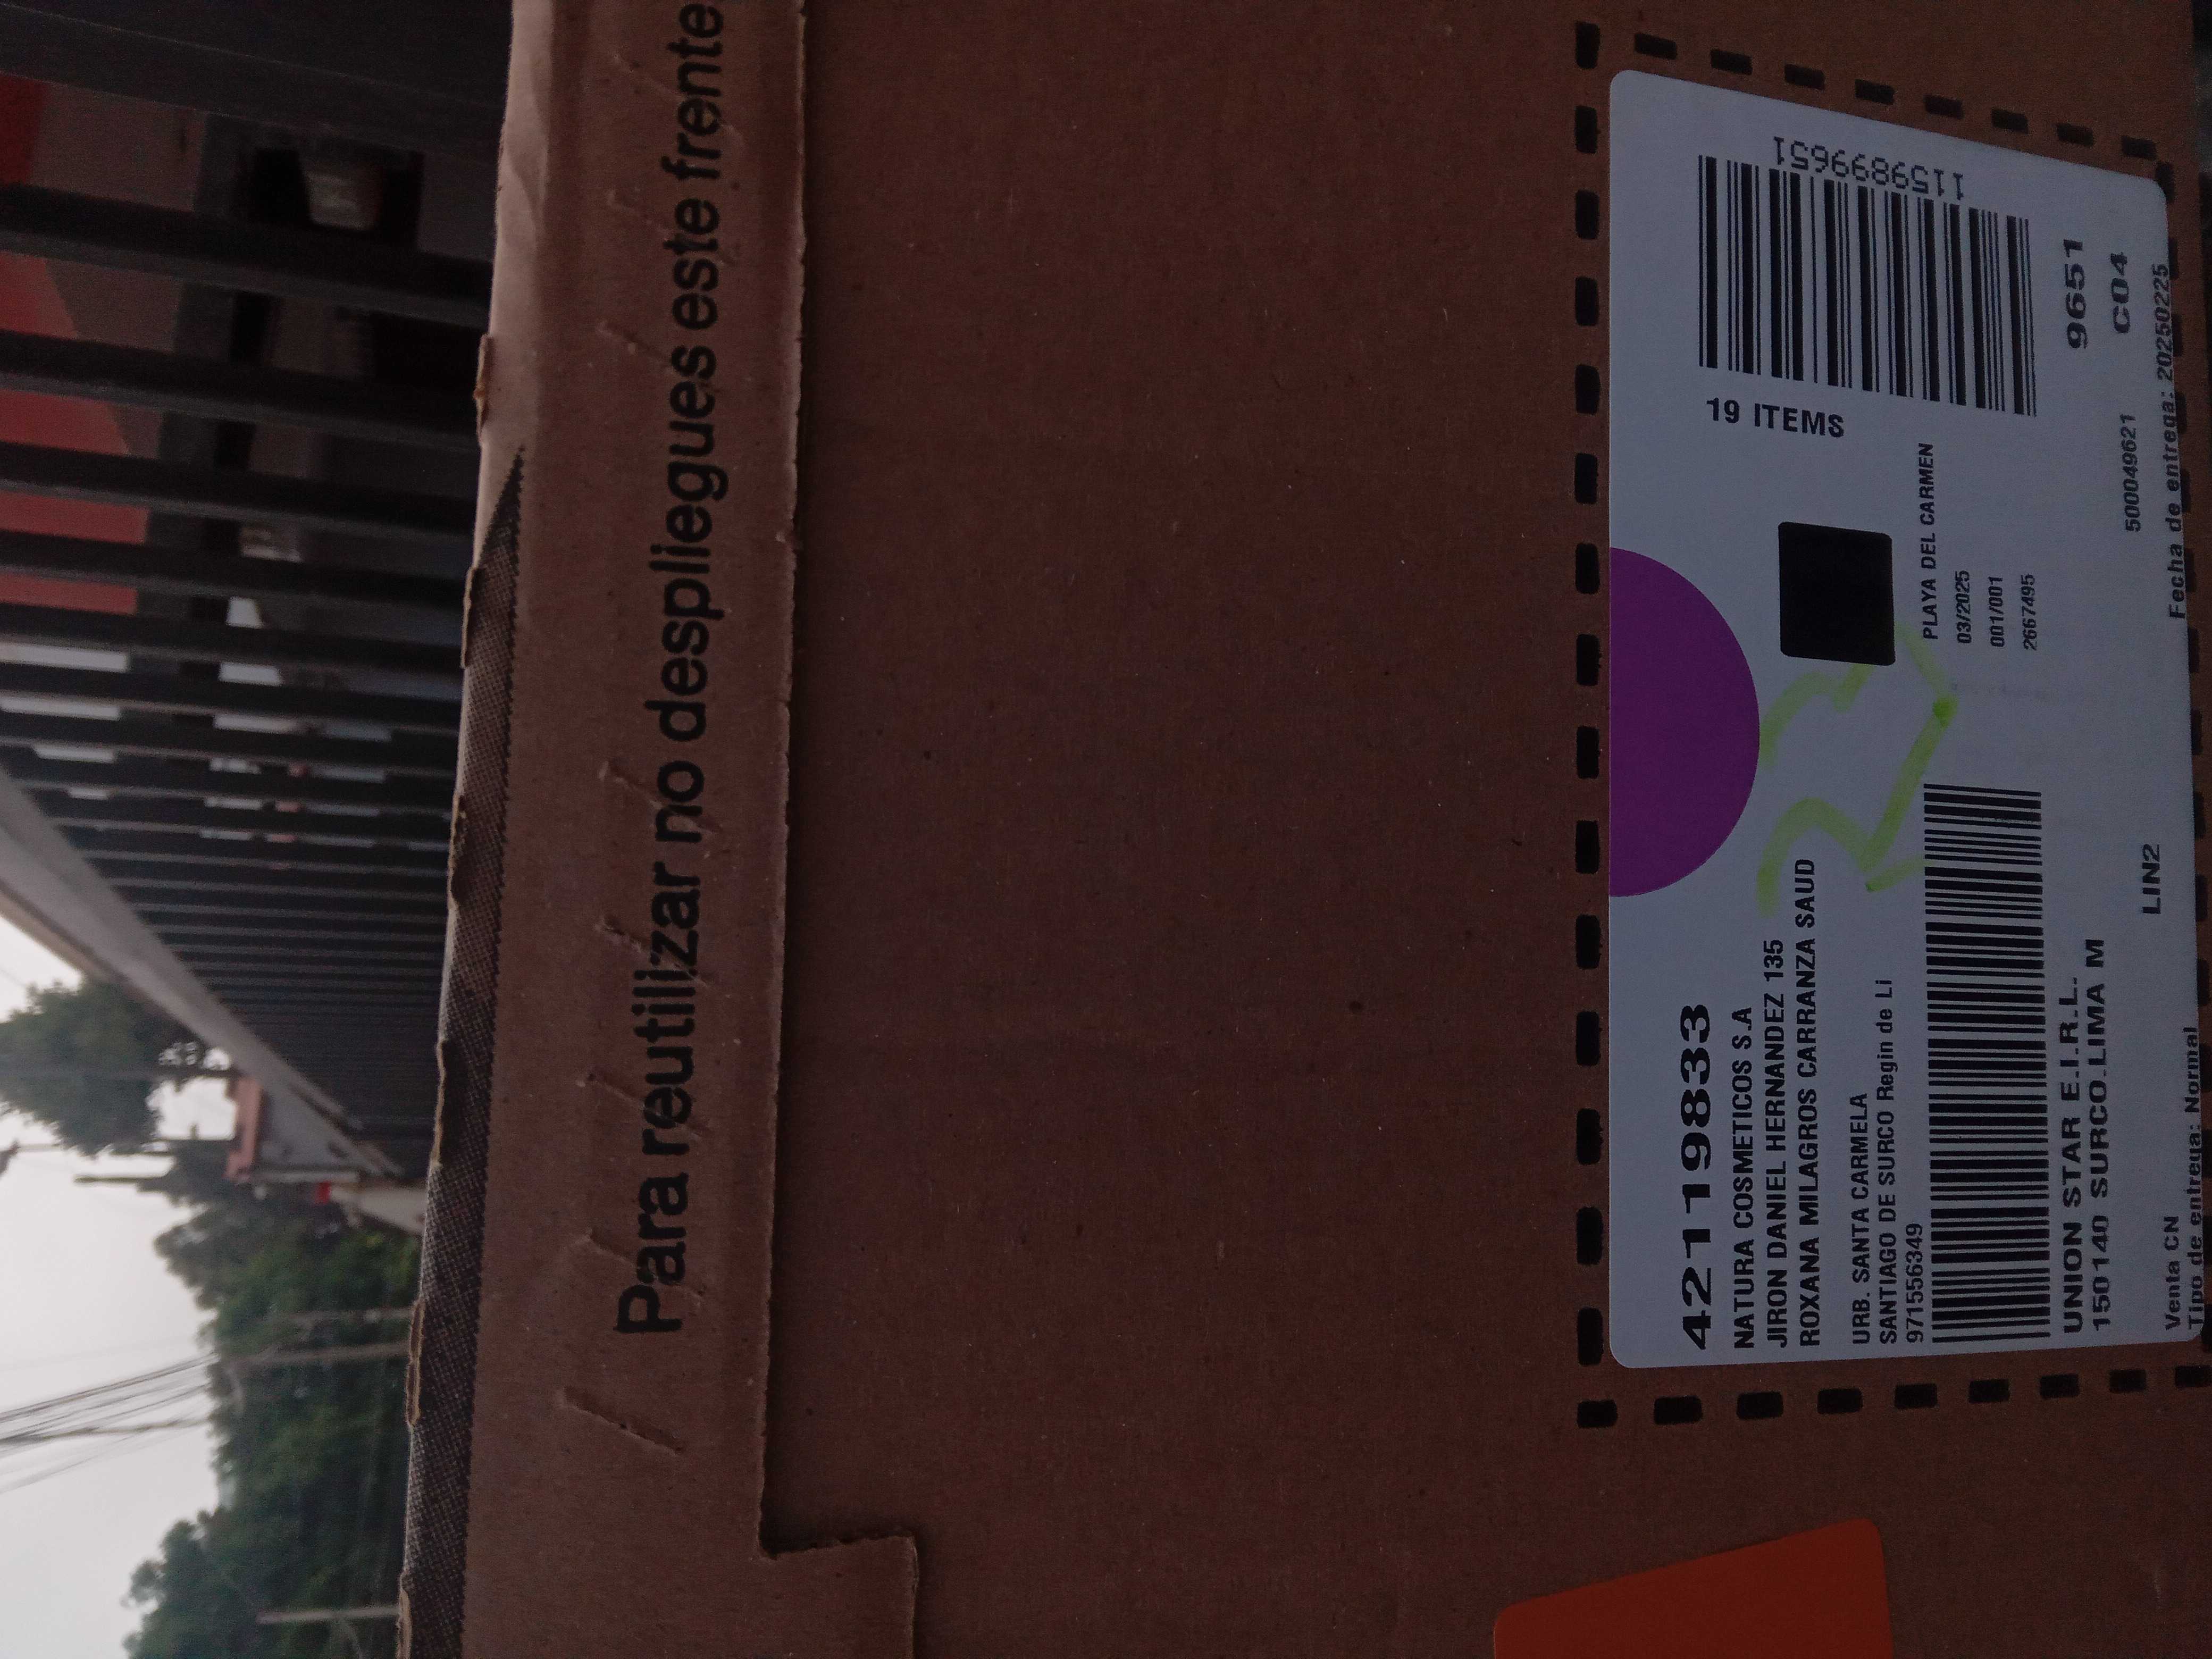 Para reutilizar no despliegues este frente
42119833
NATURA COSMETICOS S.A
JIRON DANIEL HERNANDEZ 135
ROXANA MILAGROS CARRANZA SAUD
URB. SANTA CARMELA
SANTIAGO DE SURCO Regin de Li
971556349
UNION STAR E.I.R.L.
150140 SURCO.LIMA M
LIN2
Venta CN
Tipo de entrega: Normal
23
19 ITEMS
1159899651
PLAYA DEL CARMEN
03/2025
001/001
2667495
9651
C04
500049621
Fecha de entrega: 20250225